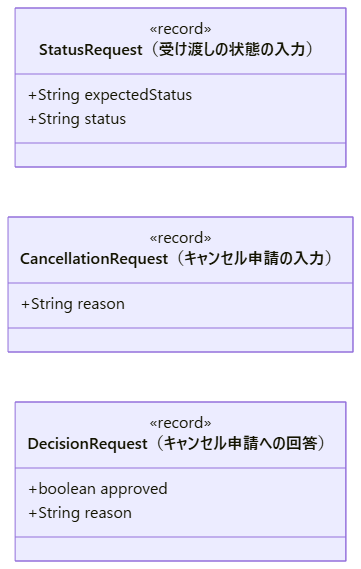 «record»
StatusRequest（受け渡しの状態の入力）
+String expectedStatus
+String status
«record»
CancellationRequest（キャンセル申請の入力）
+String reason
«record»
DecisionRequest（キャンセル申請への回答）
+boolean approved
+String reason